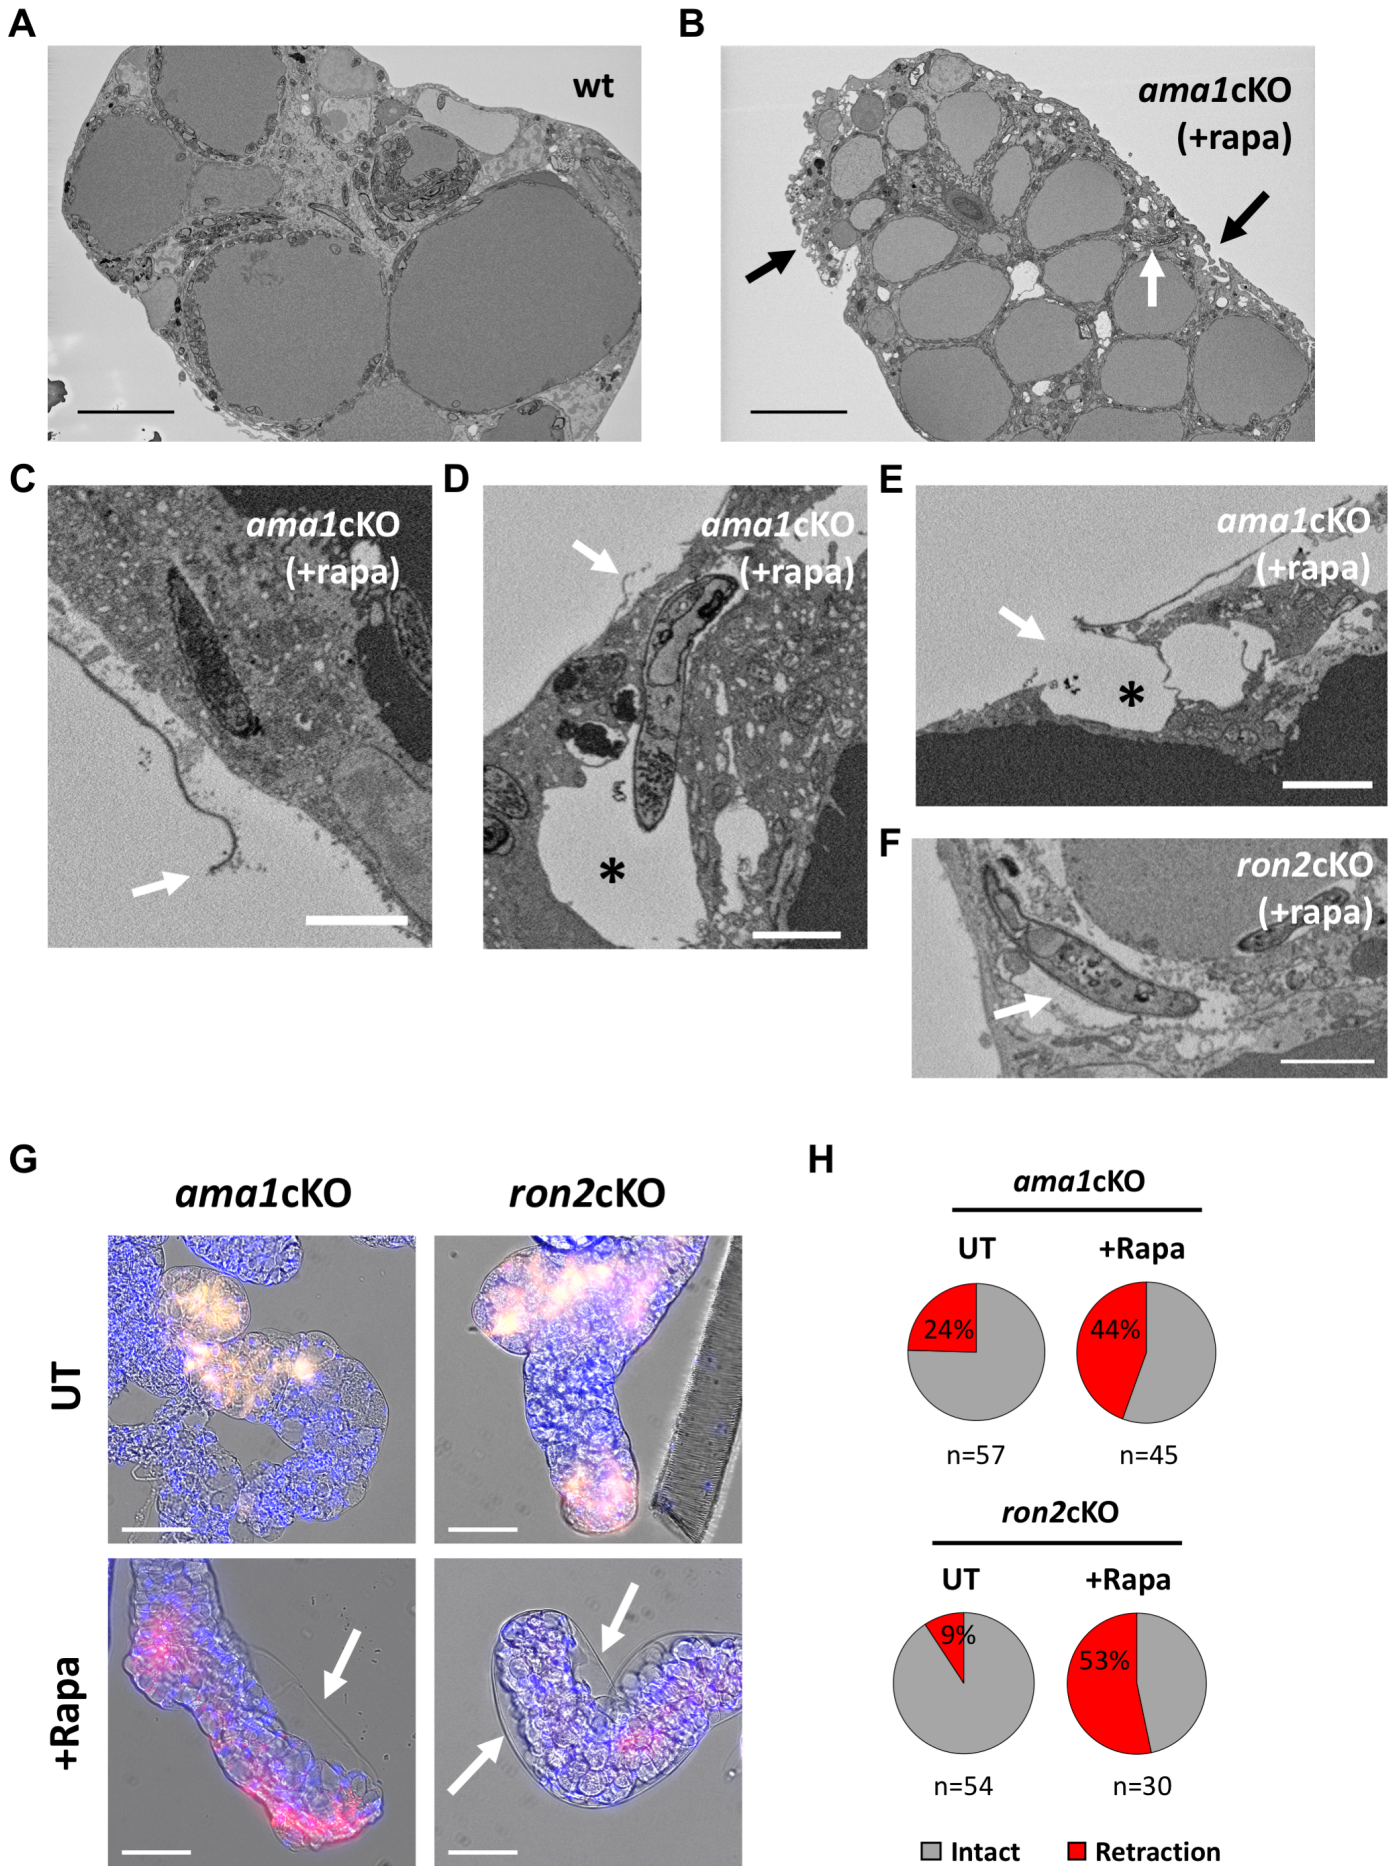 A
wt
B
ama1cKO
(+rapa)
C
ama1cKO
(+rapa)
D
ama1cKO
(+rapa)
*
E
ama1cKO
(+rapa)
*
F
ron2cKO
(+rapa)
G
ama1cKO
ron2cKO
UT
+Rapa
H
ama1cKO
UT
+Rapa
24%
44%
n=57
n=45
ron2cKO
UT
+Rapa
9%
53%
n=54
n=30
Intact
Retraction